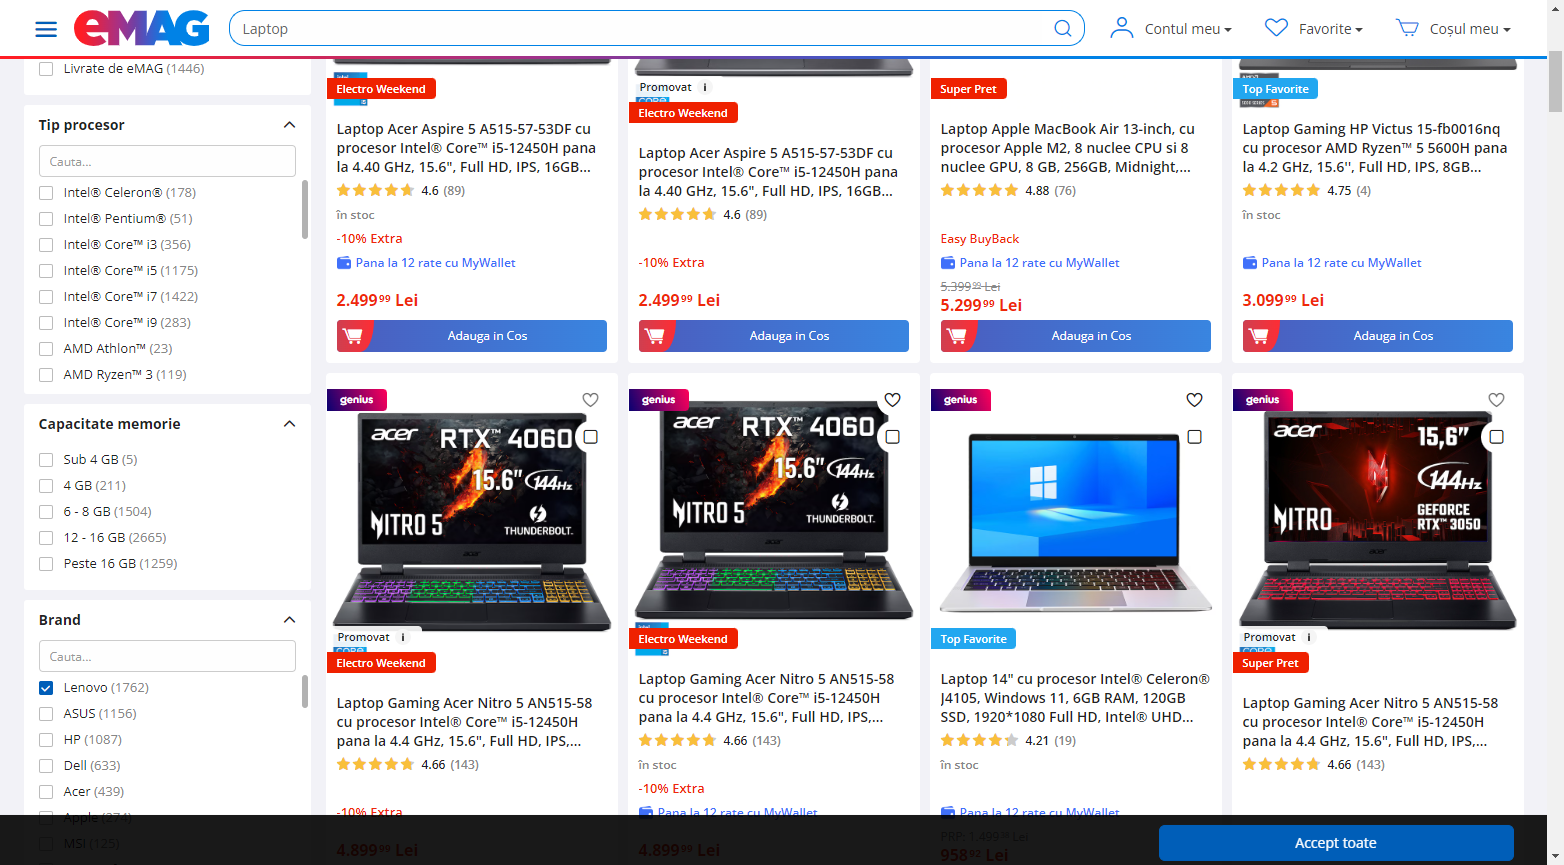 eMAG
Laptop
Contul meu
Favorite
Coșul meu
Livrate de eMAG (1446)
Tip procesor
Cauta...
Intel® Celeron® (178)
Intel® Pentium® (51)
Intel® Core™ i3 (356)
Intel® Core™ i5 (1175)
Intel® Core™ i7 (1422)
Intel® Core™ i9 (283)
AMD Athlon™ (23)
AMD Ryzen™ 3 (119)
Capacitate memorie
Sub 4 GB (5)
4 GB (211)
6 - 8 GB (1504)
12 - 16 GB (2665)
Peste 16 GB (1259)
Brand
Cauta...
Lenovo (1762)
ASUS (1156)
HP (1087)
Dell (633)
Acer (439)
Apple (274)
MSI (125)
Electro Weekend
Laptop Acer Aspire 5 A515-57-53DF cu
procesor Intel® Core™ i5-12450H pana
la 4.40 GHz, 15.6", Full HD, IPS, 16GB...
4.6 (89)
în stoc
-10% Extra
Pana la 12 rate cu MyWallet
2.499⁹⁹ Lei
Adauga in Cos
Promovat i
Electro Weekend
Laptop Acer Aspire 5 A515-57-53DF cu
procesor Intel® Core™ i5-12450H pana
la 4.40 GHz, 15.6", Full HD, IPS, 16GB...
4.6 (89)
-10% Extra
2.499⁹⁹ Lei
Adauga in Cos
Super Pret
Laptop Apple MacBook Air 13-inch, cu
procesor Apple M2, 8 nuclee CPU si 8
nuclee GPU, 8 GB, 256GB, Midnight,...
4.88 (76)
Easy BuyBack
Pana la 12 rate cu MyWallet
5.399⁹⁹ Lei
5.299⁹⁹ Lei
Adauga in Cos
Top Favorite
Laptop Gaming HP Victus 15-fb0016nq
cu procesor AMD Ryzen™ 5 5600H pana
la 4.2 GHz, 15.6'', Full HD, IPS, 8GB...
4.75 (4)
în stoc
Pana la 12 rate cu MyWallet
3.099⁹⁹ Lei
Adauga in Cos
genius
acer
RTX™ 4060
15.6"
144Hz
NITRO 5
THUNDERBOLT.
acer
Promovat i
Electro Weekend
Laptop Gaming Acer Nitro 5 AN515-58
cu procesor Intel® Core™ i5-12450H
pana la 4.4 GHz, 15.6", Full HD, IPS,...
4.66 (143)
-10% Extra
4.899⁹⁹ Lei
genius
acer
RTX™ 4060
15.6"
144Hz
NITRO 5
THUNDERBOLT.
acer
Electro Weekend
Laptop Gaming Acer Nitro 5 AN515-58
cu procesor Intel® Core™ i5-12450H
pana la 4.4 GHz, 15.6", Full HD, IPS,...
4.66 (143)
în stoc
-10% Extra
Pana la 12 rate cu MyWallet
4.899⁹⁹ Lei
genius
Top Favorite
Laptop 14" cu procesor Intel® Celeron®
J4105, Windows 11, 6GB RAM, 120GB
SSD, 1920*1080 Full HD, Intel® UHD...
4.21 (19)
în stoc
Pana la 12 rate cu MyWallet
PRP: 1.499⁹⁹ Lei
958⁹² Lei
genius
acer
15,6”
144Hz
NITRO
GEFORCE
RTX™ 3050
acer
Promovat i
Super Pret
Laptop Gaming Acer Nitro 5 AN515-58
cu procesor Intel® Core™ i5-12450H
pana la 4.4 GHz, 15.6", Full HD, IPS,...
4.66 (143)
Accept toate